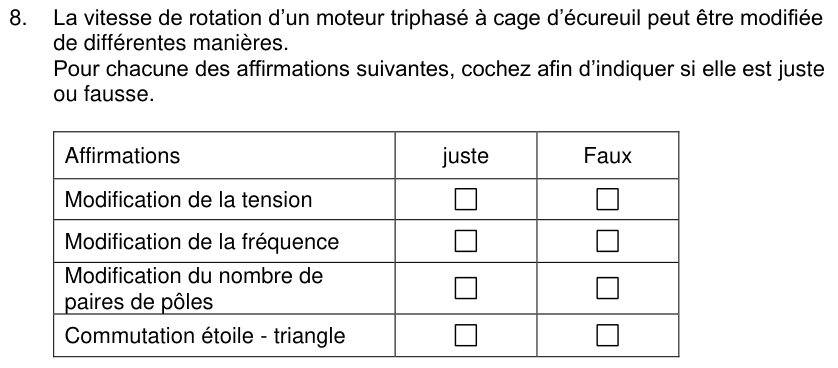 8. La vitesse de rotation d'un moteur triphasé à cage d'écureuil peut être modifiée
de différentes manières.
Pour chacune des affirmations suivantes, cochez afin d'indiquer si elle est juste
ou fausse.
Affirmations juste Faux
Modification de la tension ☐ ☐
Modification de la fréquence ☐ ☐
Modification du nombre de
paires de pôles ☐ ☐
Commutation étoile - triangle ☐ ☐